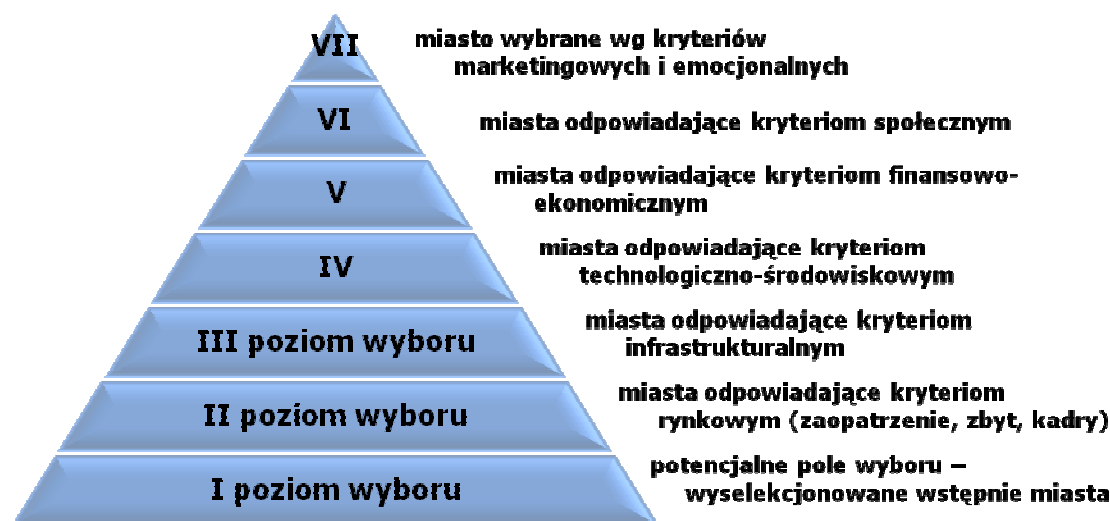 VII
miasto wybrane wg kryteriów
marketingowych i emocjonalnych
VI
miasta odpowiadające kryteriom społecznym
V
miasta odpowiadające kryteriom finansowo-
ekonomicznym
IV
miasta odpowiadające kryteriom
technologiczno-środowiskowym
III poziom wyboru
miasta odpowiadające kryteriom
infrastrukturalnym
II poziom wyboru
miasta odpowiadające kryteriom
rynkowym (zaopatrzenie, zbyt, kadry)
I poziom wyboru
potencjalne pole wyboru –
wyselekcjonowane wstępnie miasta